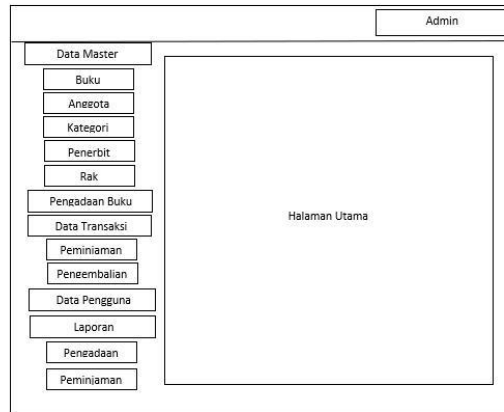 Admin
Data Master
Buku
Anggota
Kategori
Penerbit
Rak
Pengadaan Buku
Data Transaksi
Peminjaman
Pengembalian
Data Pengguna
Laporan
Pengadaan
Peminjaman
Halaman Utama